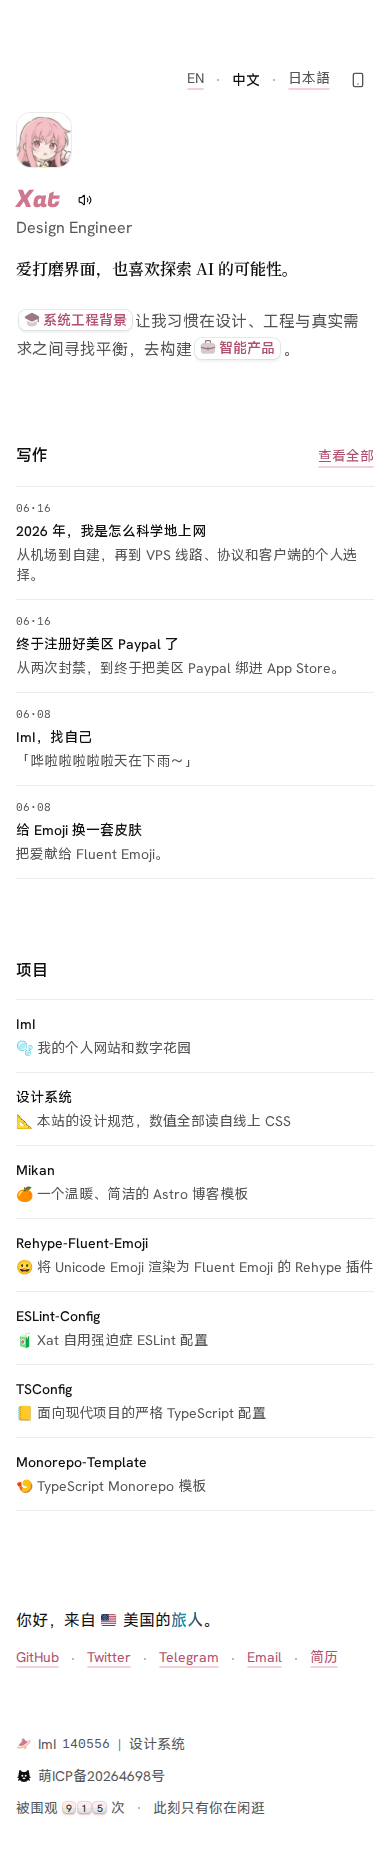 EN · 中文 · 日本語
Xat
Design Engineer
爱打磨界面，也喜欢探索 AI 的可能性。
系统工程背景 让我习惯在设计、工程与真实需
求之间寻找平衡，去构建 智能产品 。
写作 查看全部
06·16
2026 年，我是怎么科学地上网
从机场到自建，再到 VPS 线路、协议和客户端的个人选
择。
06·16
终于注册好美区 Paypal 了
从两次封禁，到终于把美区 Paypal 绑进 App Store。
06·08
lml，找自己
「哗啦啦啦啦啦天在下雨～」
06·08
给 Emoji 换一套皮肤
把爱献给 Fluent Emoji。
项目
lml
🫧 我的个人网站和数字花园
设计系统
📐 本站的设计规范，数值全部读自线上 CSS
Mikan
🍊 一个温暖、简洁的 Astro 博客模板
Rehype-Fluent-Emoji
😀 将 Unicode Emoji 渲染为 Fluent Emoji 的 Rehype 插件
ESLint-Config
🧃 Xat 自用强迫症 ESLint 配置
TSConfig
📒 面向现代项目的严格 TypeScript 配置
Monorepo-Template
🍤 TypeScript Monorepo 模板
你好，来自 🇺🇸 美国的旅人。
GitHub · Twitter · Telegram · Email · 简历
lml 140556 | 设计系统
萌ICP备20264698号
被围观 915 次 · 此刻只有你在闲逛